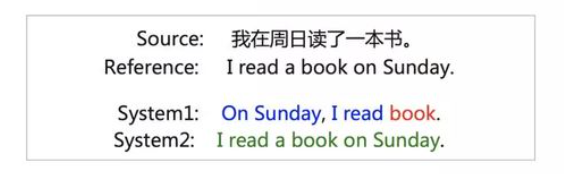 Source: 我在周日读了一本书。
Reference: I read a book on Sunday.
System1: On Sunday, I read book.
System2: I read a book on Sunday.